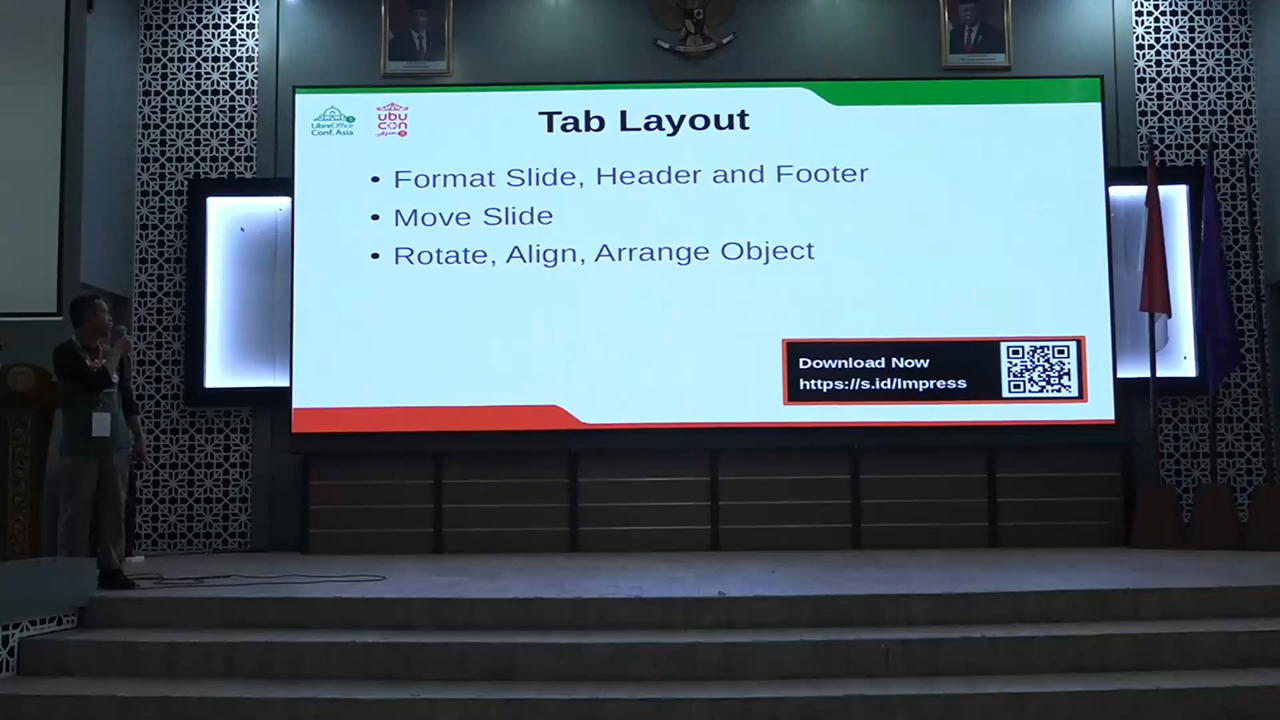 LibreOffice
Conf.Asia
ubu
con
Asia
Tab Layout
• Format Slide, Header and Footer
• Move Slide
• Rotate, Align, Arrange Object
Download Now
https://s.id/Impress